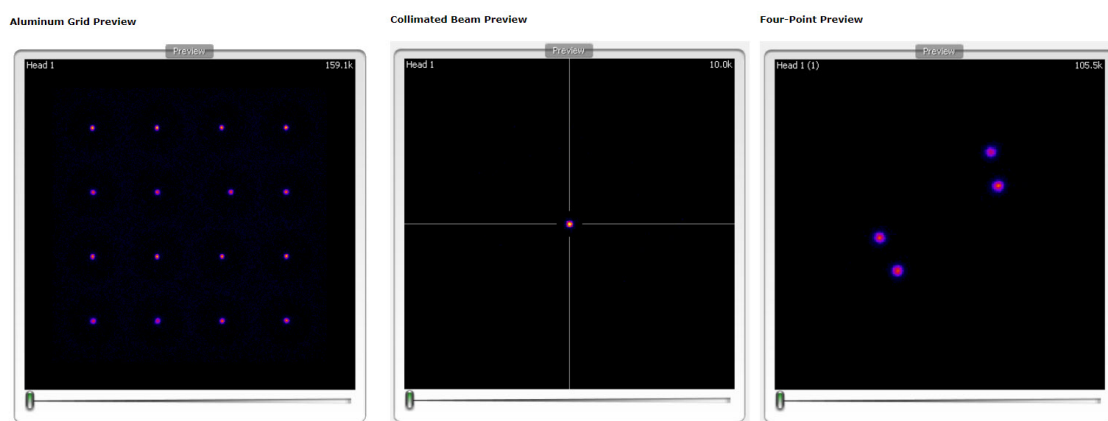 Aluminum Grid Preview
Preview
Head 1
159.1k
Collimated Beam Preview
Preview
Head 1
10.0k
Four-Point Preview
Preview
Head 1 (1)
105.5k